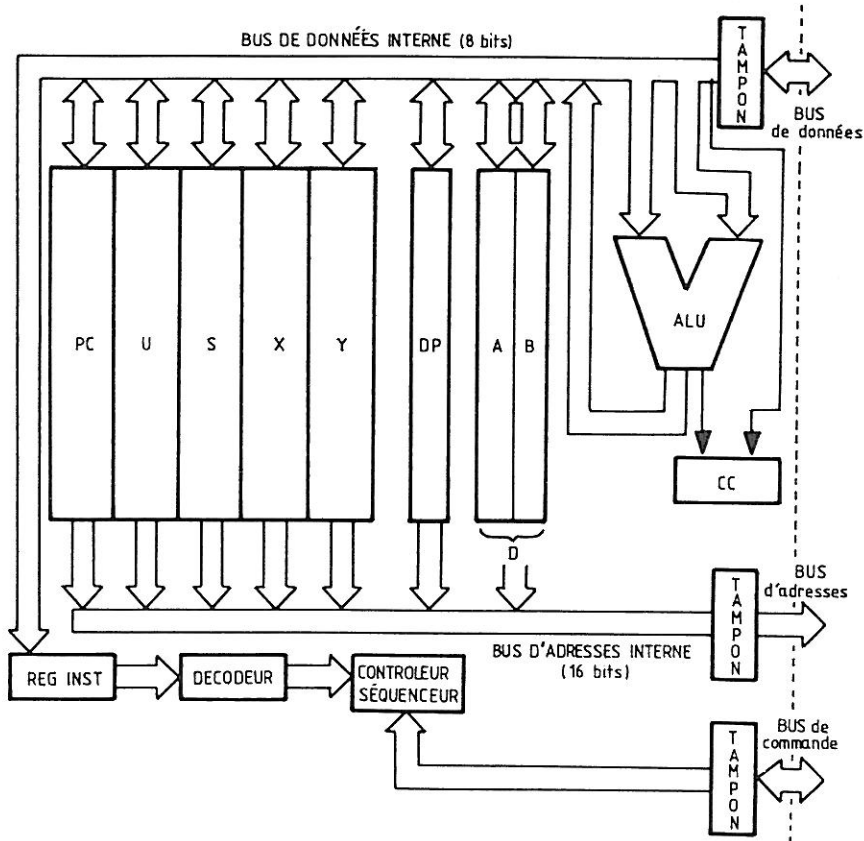 BUS DE DONNÉES INTERNE (8 bits)
TAMPON
BUS
de données
PC
U
S
X
Y
DP
A
B
ALU
CC
D
BUS
d'adresses
TAMPON
BUS D'ADRESSES INTERNE
(16 bits)
REG INST
DECODEUR
CONTROLEUR
SÉQUENCEUR
BUS de
commande
TAMPON